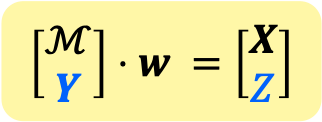 [ℳ
Y] · w = [X
Z]